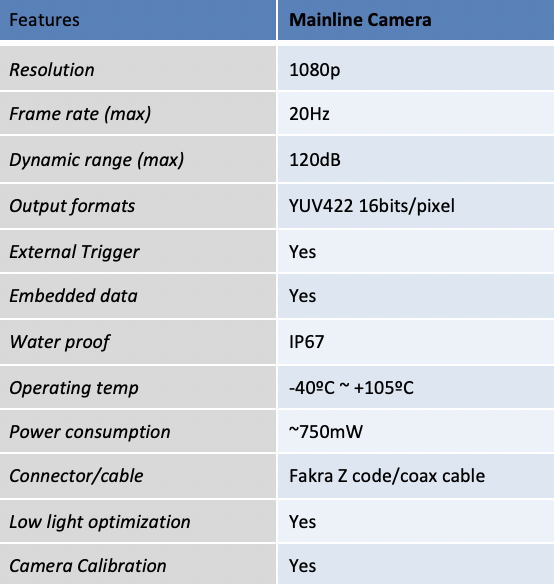 Features Mainline Camera
Resolution 1080p
Frame rate (max) 20Hz
Dynamic range (max) 120dB
Output formats YUV422 16bits/pixel
External Trigger Yes
Embedded data Yes
Water proof IP67
Operating temp -40ºC ~ +105ºC
Power consumption ~750mW
Connector/cable Fakra Z code/coax cable
Low light optimization Yes
Camera Calibration Yes